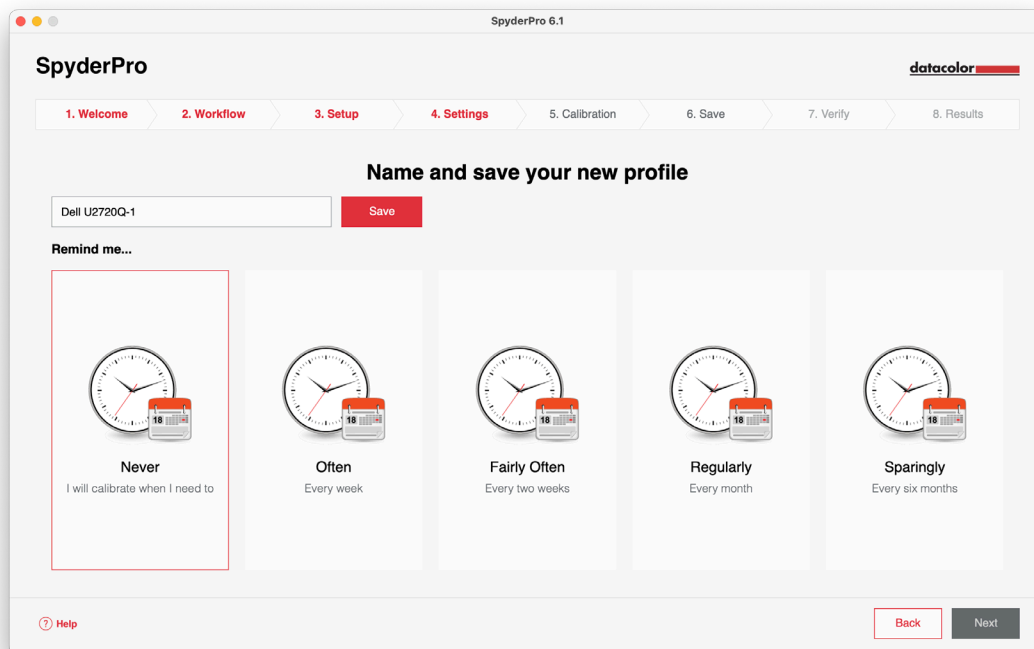 SpyderPro 6.1
SpyderPro
datacolor
1. Welcome
2. Workflow
3. Setup
4. Settings
5. Calibration
6. Save
7. Verify
8. Results
Name and save your new profile
Dell U2720Q-1
Save
Remind me...
18
Never
I will calibrate when I need to
18
Often
Every week
18
Fairly Often
Every two weeks
18
Regularly
Every month
18
Sparingly
Every six months
? Help
Back
Next